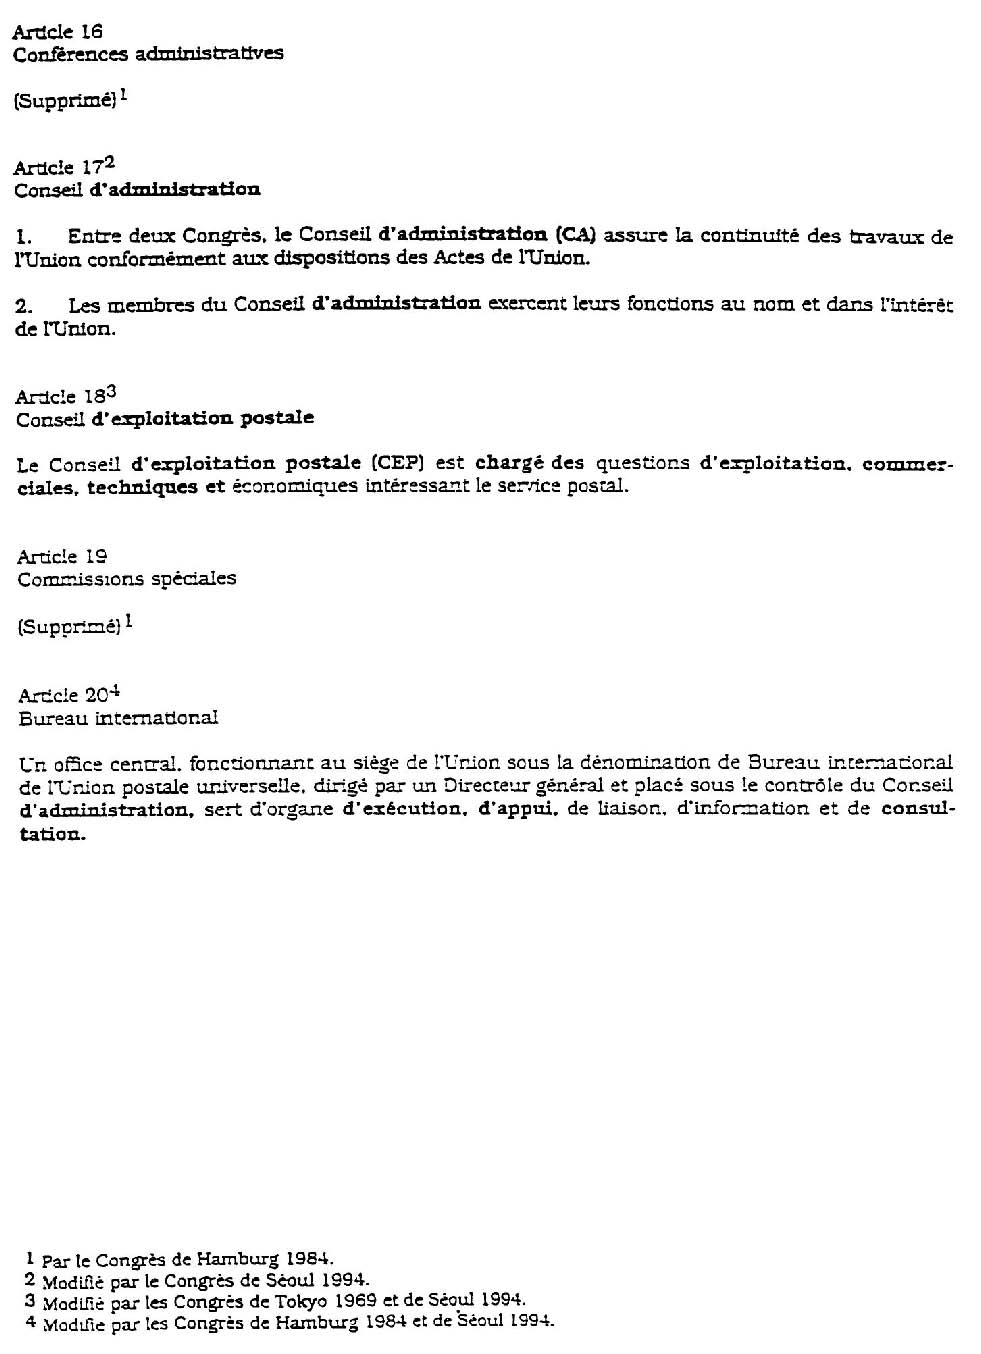 Article 16
Conférences administratives
(Supprimé) 1
Article 17 2
Conseil d'administration
1. Entre deux Congrès, le Conseil d'administration (CA) assure la continuité des travaux de
l'Union conformément aux dispositions des Actes de l'Union.
2. Les membres du Conseil d'administration exercent leurs fonctions au nom et dans l'intérêt
de l'Union.
Article 18 3
Conseil d'exploitation postale
Le Conseil d'exploitation postale (CEP) est chargé des questions d'exploitation, commer-
ciales, techniques et économiques intéressant le service postal.
Article 19
Commissions spéciales
(Supprimé) 1
Article 20 4
Bureau international
Un office central, fonctionnant au siège de l'Union sous la dénomination de Bureau international
de l'Union postale universelle, dirigé par un Directeur général et placé sous le contrôle du Conseil
d'administration, sert d'organe d'exécution, d'appui, de liaison, d'information et de consul-
tation.
1 Par le Congrès de Hamburg 1984.
2 Modifié par le Congrès de Séoul 1994.
3 Modifié par les Congrès de Tokyo 1969 et de Séoul 1994.
4 Modifié par les Congrès de Hamburg 1984 et de Séoul 1994.